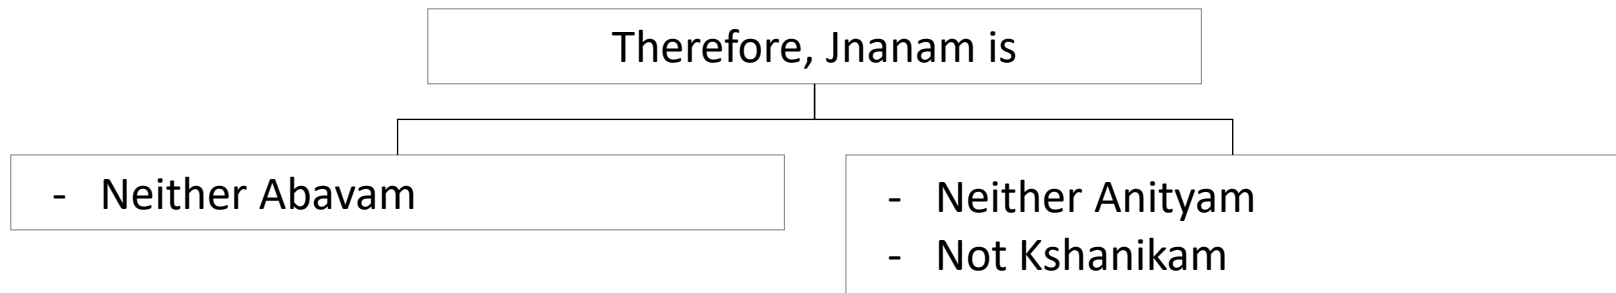 Therefore, Jnanam is
- Neither Abavam
- Neither Anityam
- Not Kshanikam